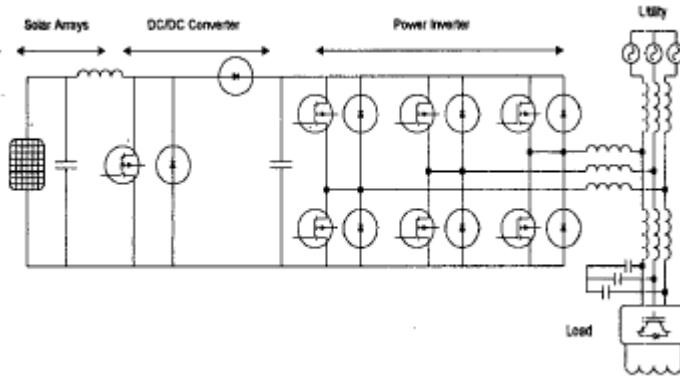 Utility
Solar Arrays
DC/DC Converter
Power Inverter
Load